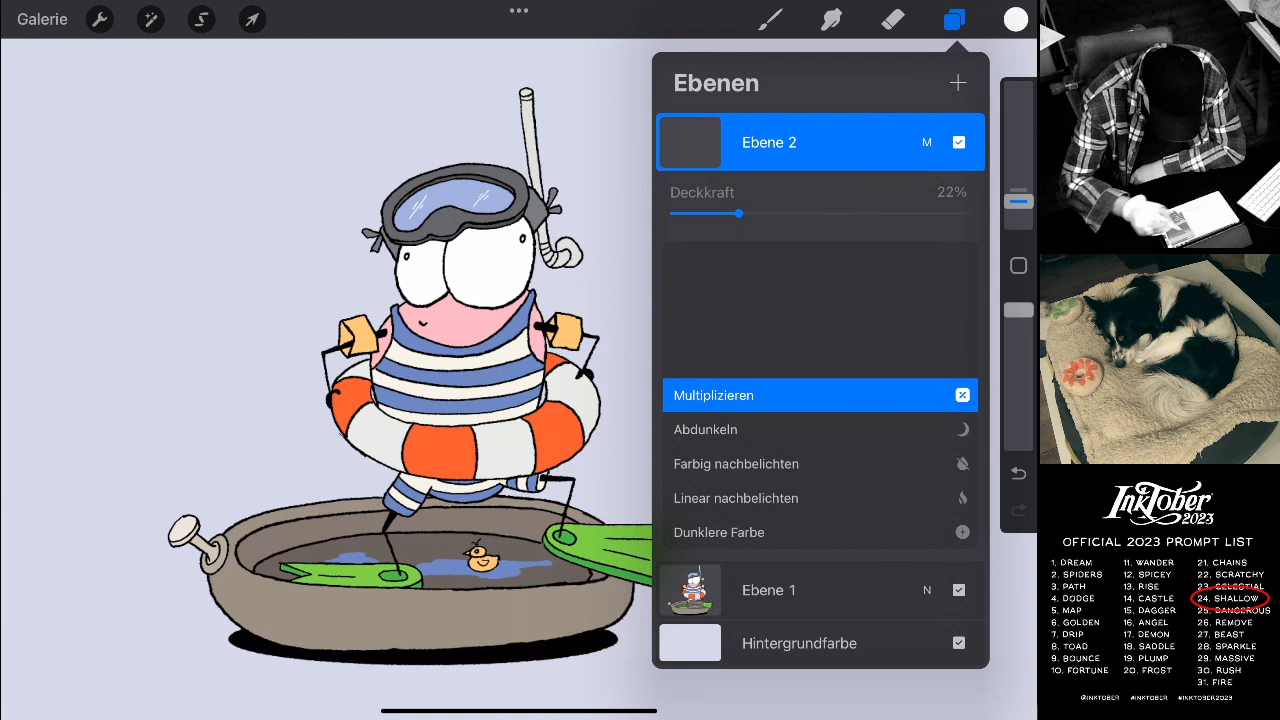 Galerie
Ebenen
Ebene 2
M
Deckkraft
22%
Multiplizieren
Abdunkeln
Farbig nachbelichten
Linear nachbelichten
Dunklere Farbe
Ebene 1
N
Hintergrundfarbe
INKTOBER
2023
OFFICIAL 2023 PROMPT LIST
1. DREAM
2. SPIDERS
3. PATH
4. DODGE
5. MAP
6. GOLDEN
7. DRIP
8. TOAD
9. BOUNCE
10. FORTUNE
11. WANDER
12. SPICY
13. RISE
14. CASTLE
15. DAGGER
16. ANGEL
17. DEMON
18. SADDLE
19. PLUMP
20. FROST
21. CHAINS
22. SCRATCHY
23. CELESTIAL
24. SHALLOW
25. DANGEROUS
26. REMOVE
27. BEAST
28. SPARKLE
29. MASSIVE
30. RUSH
31. FIRE
@INKTOBER #INKTOBER #INKTOBER2023